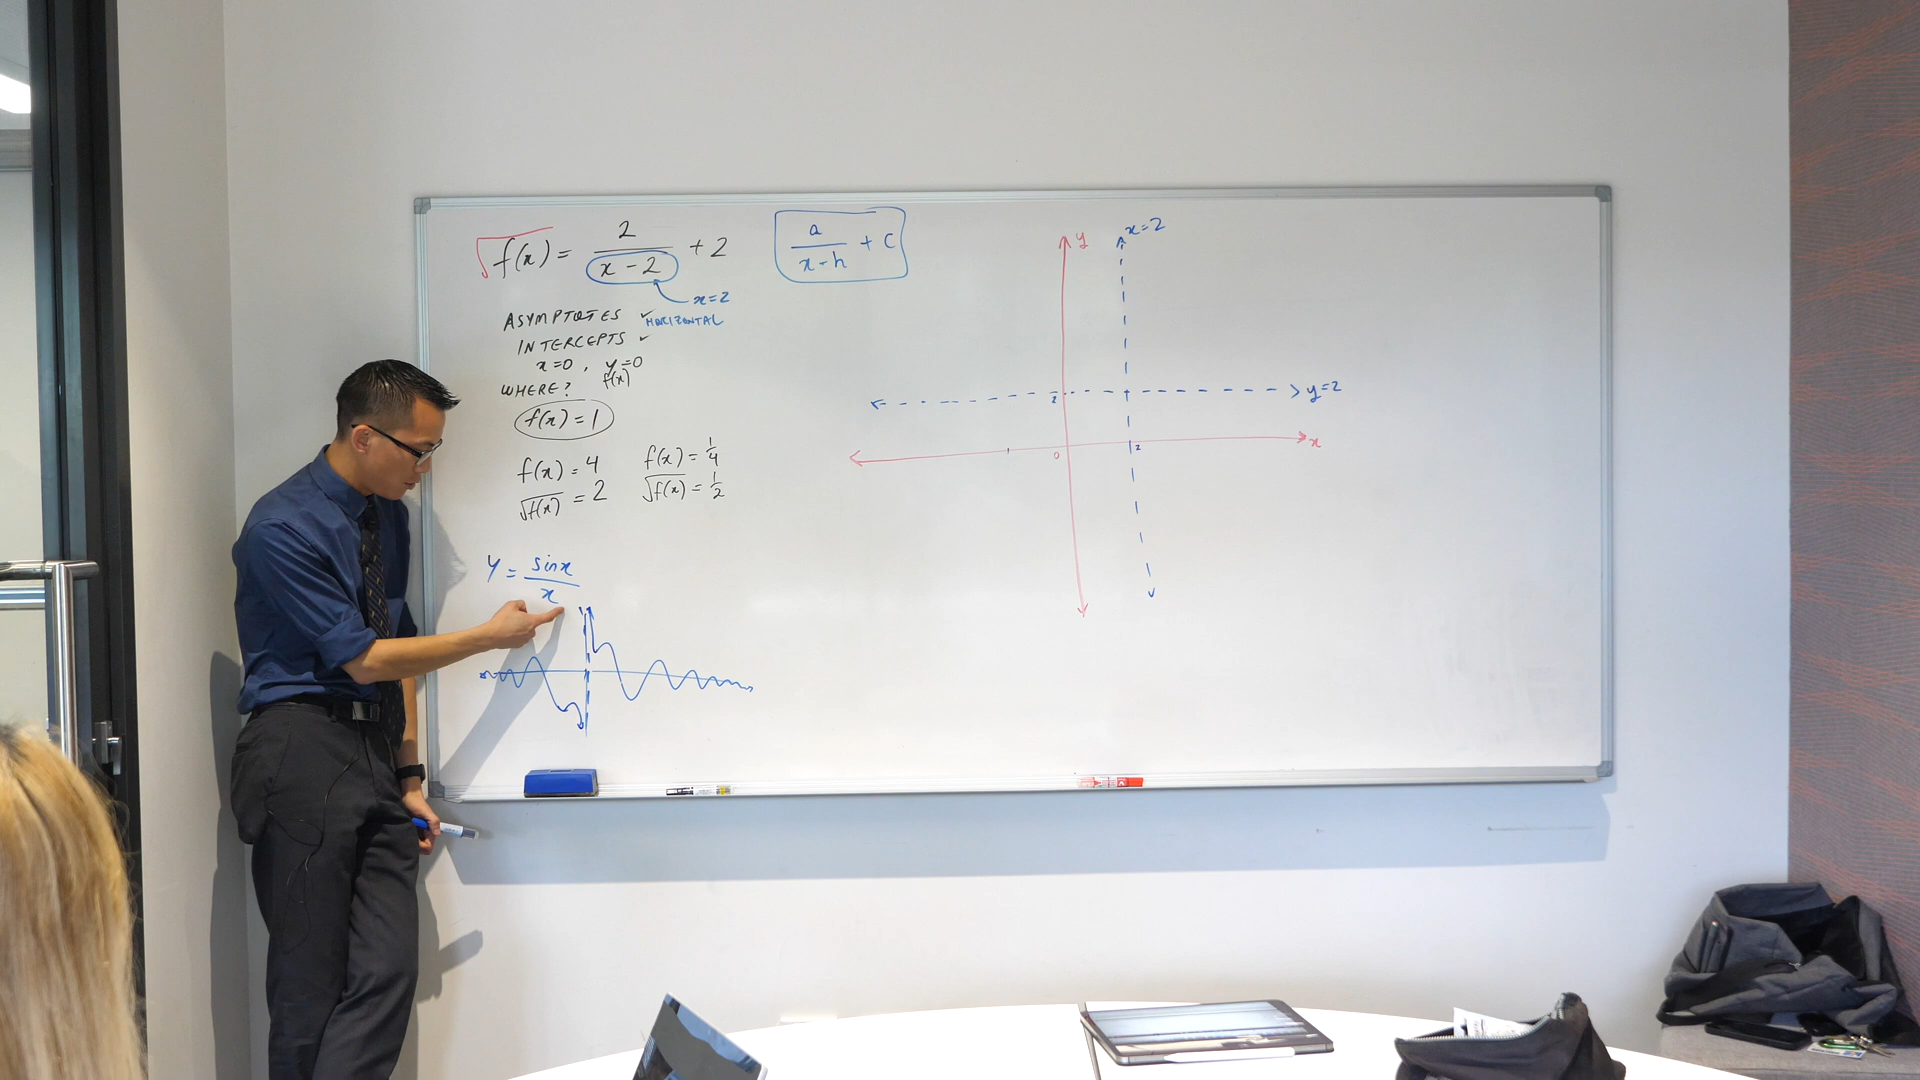 √f(x) = 2/(x-2) + 2
a/(x-h) + C
x=2
ASYMPTOTES ✓ HORIZONTAL
INTERCEPTS ✓
x=0, y=0
f(x)
WHERE?
f(x) = 1
f(x) = 4
√f(x) = 2
f(x) = 1/4
√f(x) = 1/2
y = sinx/x
y
x=2
2
y=2
x
0
2